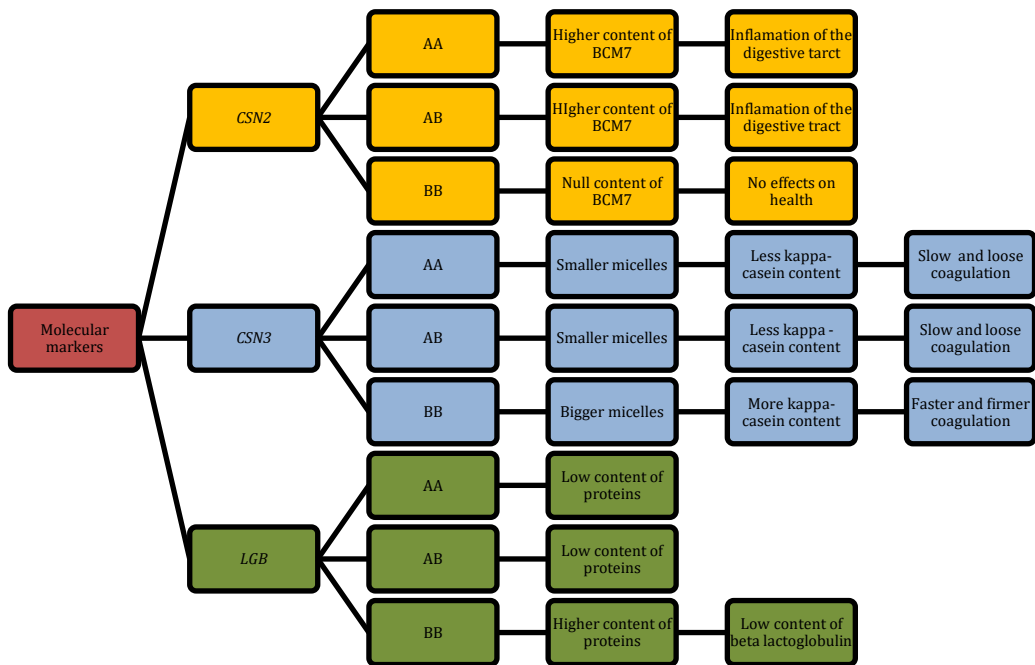 Molecular
markers
CSN2
AA
Higher content of
BCM7
Inflamation of the
digestive tarct
AB
HIgher content of
BCM7
Inflamation of the
digestive tract
BB
Null content of
BCM7
No effects on
health
CSN3
AA
Smaller micelles
Less kappa-
casein content
Slow and loose
coagulation
AB
Smaller micelles
Less kappa -
casein content
Slow and loose
coagulation
BB
Bigger micelles
More kappa-
casein content
Faster and firmer
coagulation
LGB
AA
Low content of
proteins
AB
Low content of
proteins
BB
Higher content of
proteins
Low content of
beta lactoglobulin